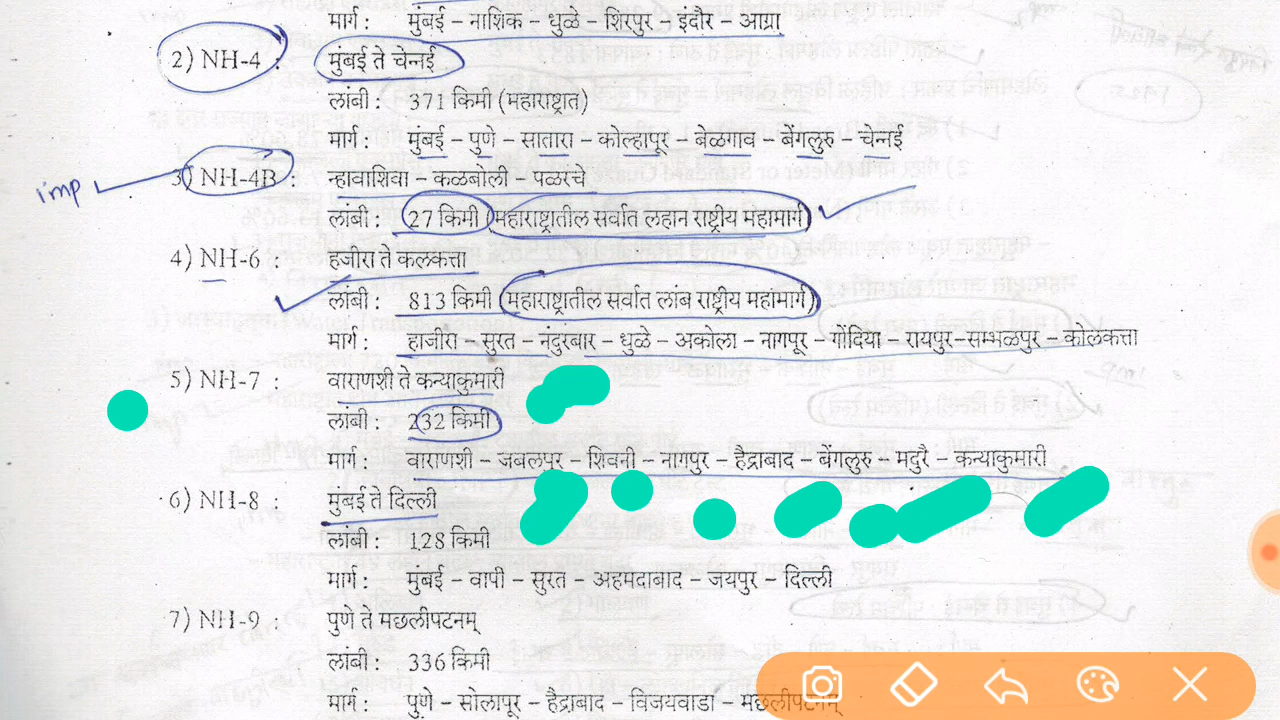 मार्ग : मुंबई – नाशिक – धुळे – शिरपुर – इंदौर – आग्रा
2) NH-4 : मुंबई ते चेन्नई
लांबी : 371 किमी (महाराष्ट्रात)
मार्ग : मुंबई – पुणे – सातारा – कोल्हापूर – बेळगाव – बेंगलुरु – चेन्नई
imp 3) NH-4B : न्हावाशिवा – कळबोली – पळरचे
लांबी : 27 किमी (महाराष्ट्रातील सर्वात लहान राष्ट्रीय महामार्ग)
4) NH-6 : हजीरा ते कलकत्ता
लांबी : 813 किमी (महाराष्ट्रातील सर्वात लांब राष्ट्रीय महामार्ग)
मार्ग : हाजीरा – सुरत – नंदुरबार – धुळे – अकोला – नागपूर – गोंदिया – रायपुर–सम्भळपुर – कोलकत्ता
5) NH-7 : वाराणशी ते कन्याकुमारी
लांबी : 232 किमी
मार्ग : वाराणशी – जबलपुर – शिवनी – नागपुर – हैद्राबाद – बेंगलुरु – मदुरै – कन्याकुमारी
6) NH-8 : मुंबई ते दिल्ली
लांबी : 128 किमी
मार्ग : मुंबई – वापी – सुरत – अहमदाबाद – जयपुर – दिल्ली
7) NH-9 : पुणे ते मछलीपटनम्
लांबी : 336 किमी
मार्ग : पुणे – सोलापूर – हैद्राबाद – विजयवाडा – मछलीपटनम्